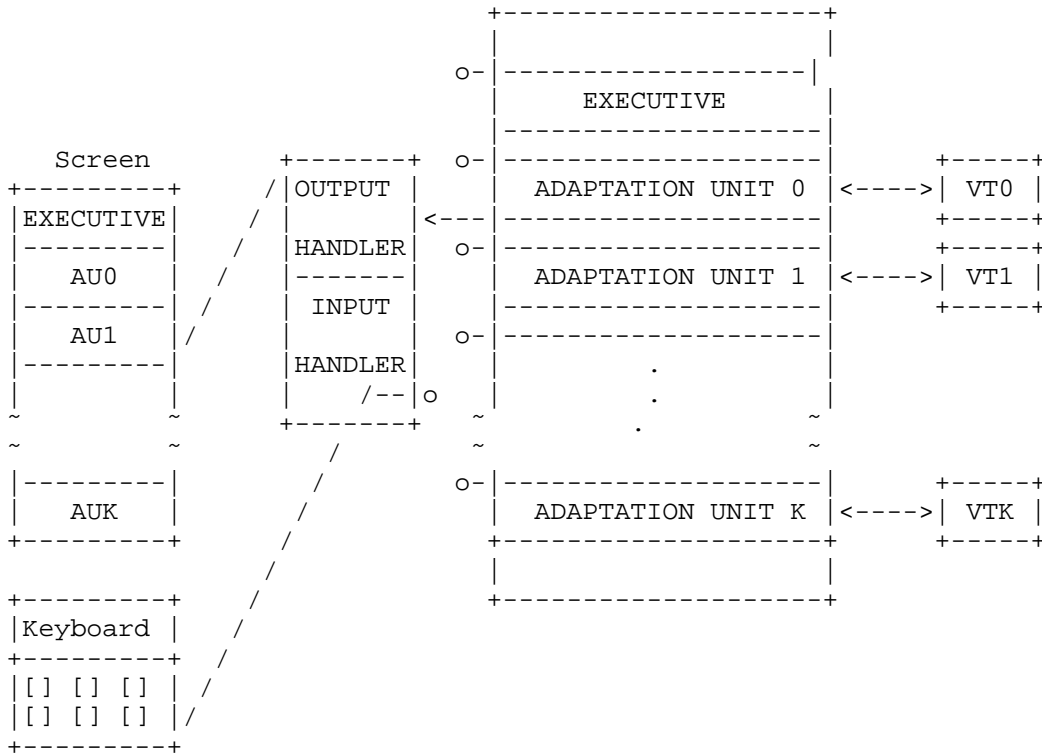 EXECUTIVE
Screen
OUTPUT
ADAPTATION UNIT 0
VT0
EXECUTIVE
HANDLER
AU0
ADAPTATION UNIT 1
VT1
INPUT
AU1
HANDLER
AUK
ADAPTATION UNIT K
VTK
Keyboard
[] [] []
[] [] []